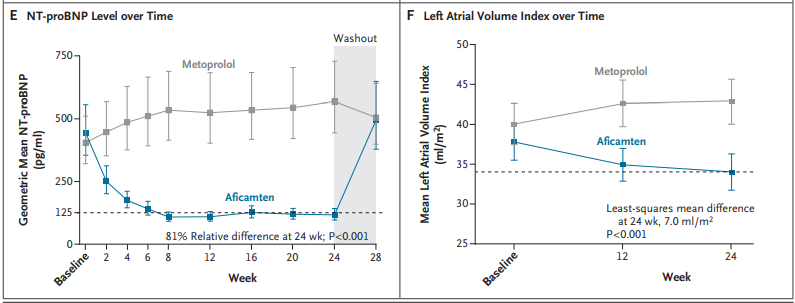 E NT-proBNP Level over Time
Washout
Geometric Mean NT-proBNP
(pg/ml)
750
500
250
125
0
Metoprolol
Aficamten
81% Relative difference at 24 wk; P<0.001
Baseline 2 4 6 8 12 16 20 24 28
Week
F Left Atrial Volume Index over Time
Mean Left Atrial Volume Index
(ml/m²)
50
45
40
35
30
25
Metoprolol
Aficamten
Least-squares mean difference
at 24 wk, 7.0 ml/m²
P<0.001
Baseline 12 24
Week